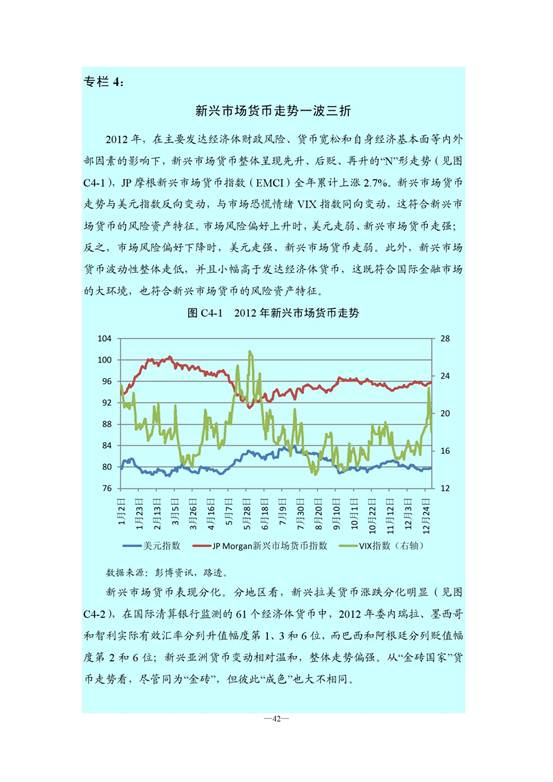 专栏 4：
新兴市场货币走势一波三折
2012 年，在主要发达经济体财政风险、货币宽松和自身经济基本面等内外
部因素的影响下，新兴市场货币整体呈现先升、后贬、再升的“N”形走势（见图
C4-1），JP 摩根新兴市场货币指数（EMCI）全年累计上涨 2.7%。新兴市场货币
走势与美元指数反向变动，与市场恐慌情绪 VIX 指数同向变动，这符合新兴市
场货币的风险资产特征。市场风险偏好上升时，美元走弱、新兴市场货币走强；
反之，市场风险偏好下降时，美元走强、新兴市场货币走弱。此外，新兴市场
货币波动性整体走低，并且小幅高于发达经济体货币，这既符合国际金融市场
的大环境，也符合新兴市场货币的风险资产特征。
图 C4-1 2012 年新兴市场货币走势
104 28
100 24
96
92 20
88
84 16
80
76 12
1月2日 1月23日 2月13日 3月5日 3月26日 4月16日 5月7日 5月28日 6月18日 7月9日 7月30日 8月20日 9月10日 10月1日 10月22日 11月12日 12月3日 12月24日
美元指数 JP Morgan新兴市场货币指数 VIX指数（右轴）
数据来源：彭博资讯，路透。
新兴市场货币表现分化。分地区看，新兴拉美货币涨跌分化明显（见图
C4-2），在国际清算银行监测的 61 个经济体货币中，2012 年委内瑞拉、墨西哥
和智利实际有效汇率分列升值幅度第 1、3 和 6 位，而巴西和阿根廷分列贬值幅
度第 2 和 6 位；新兴亚洲货币变动相对温和，整体走势偏强。从“金砖国家”货
币走势看，尽管同为“金砖”，但彼此“成色”也大不相同。
—42—